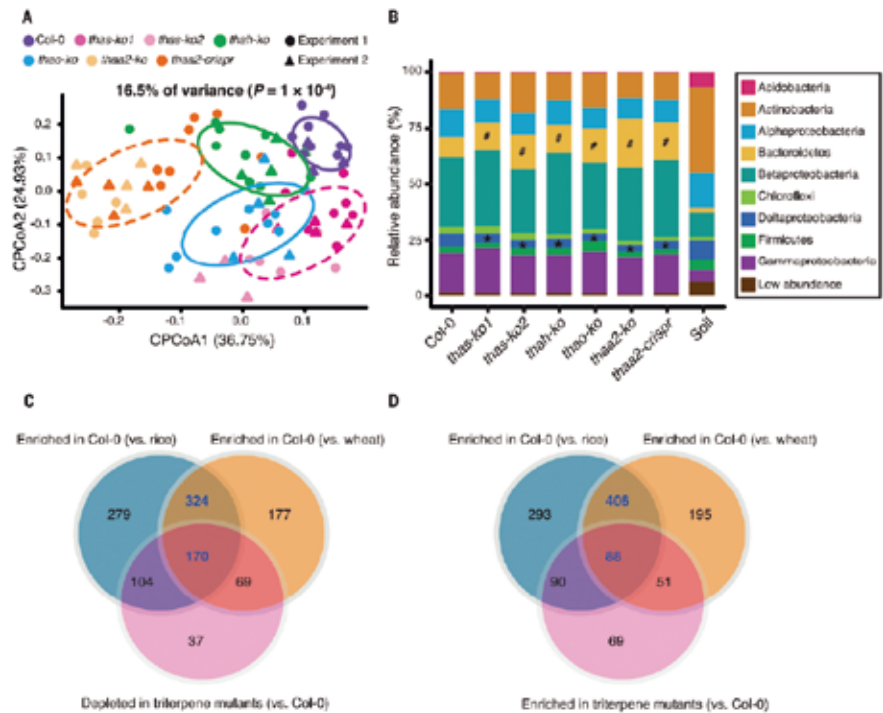 A
Col-0 thas-ko1 thas-ko2 thah-ko Experiment 1
thao-ko thaa2-ko thaa2-crispr Experiment 2
16.5% of variance (P = 1 × 10⁻⁴)
CPCoA2 (24.93%)
0.2
0.1
0.0
-0.1
-0.2
-0.3
-0.2 -0.1 0.0 0.1
CPCoA1 (36.75%)
B
Relative abundance (%)
100
75
50
25
0
# # # # # #
* * * * * *
Col-0 thas-ko1 thas-ko2 thah-ko thao-ko thaa2-ko thaa2-crispr Soil
Acidobacteria
Actinobacteria
Alphaproteobacteria
Bacteroidetes
Betaproteobacteria
Chloroflexi
Deltaproteobacteria
Firmicutes
Gammaproteobacteria
Low abundance
C
Enriched in Col-0 (vs. rice) Enriched in Col-0 (vs. wheat)
279 324 177
170
104 69
37
Depleted in triterpene mutants (vs. Col-0)
D
Enriched in Col-0 (vs. rice) Enriched in Col-0 (vs. wheat)
293 195
90 51
69
Enriched in triterpene mutants (vs. Col-0)